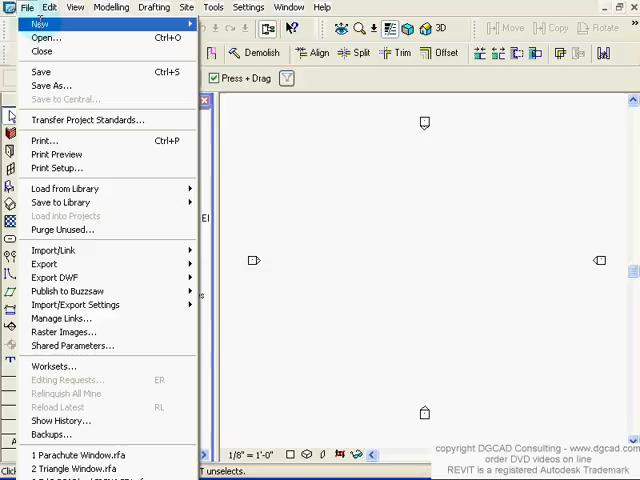 File Edit View Modelling Drafting Site Tools Settings Window Help
New
Open... Ctrl+O
Close
Save Ctrl+S
Save As...
Save to Central...
Transfer Project Standards...
Print... Ctrl+P
Print Preview
Print Setup...
Load from Library
Save to Library
Load into Projects
Purge Unused...
Import/Link
Export
Export DWF
Publish to Buzzsaw
Import/Export Settings
Manage Links...
Raster Images...
Shared Parameters...
Worksets...
Editing Requests... ER
Relinquish All Mine
Reload Latest RL
Show History...
Backups...
1 Parachute Window.rfa
2 Triangle Window.rfa
3D
Move Copy Rotate
Demolish Align Split Trim Offset
Press + Drag
El
s
1/8" = 1'-0"
Click
T unselects.
copyright DGCAD Consulting - www.dgcad.com
order DVD videos on line
REVIT is a registered Autodesk Trademark